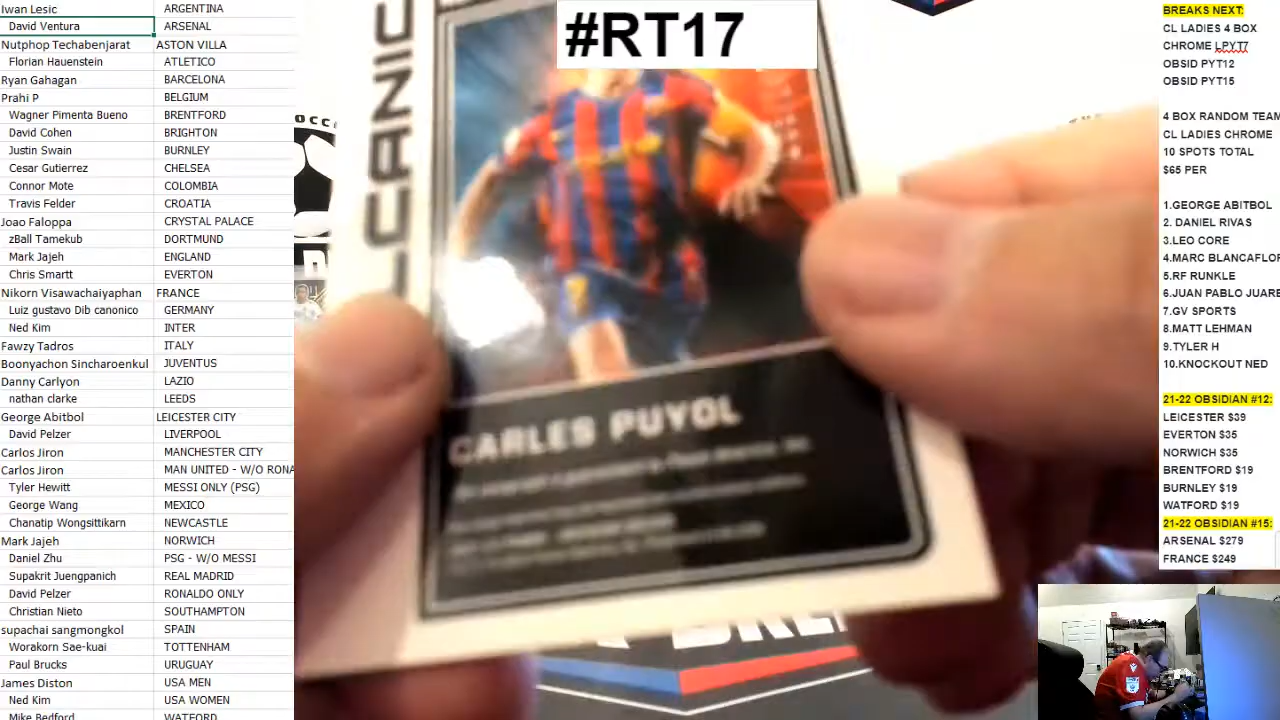 Iwan Lesic ARGENTINA
David Ventura ARSENAL
Nutphop Techabenjarat ASTON VILLA
Florian Hauenstein ATLETICO
Ryan Gahagan BARCELONA
Prahi P BELGIUM
Wagner Pimenta Bueno BRENTFORD
David Cohen BRIGHTON
Justin Swain BURNLEY
Cesar Gutierrez CHELSEA
Connor Mote COLOMBIA
Travis Felder CROATIA
Joao Faloppa CRYSTAL PALACE
zBall Tamekub DORTMUND
Mark Jajeh ENGLAND
Chris Smartt EVERTON
Nikorn Visawachaiyaphan FRANCE
Luiz gustavo Dib canonico GERMANY
Ned Kim INTER
Fawzy Tadros ITALY
Boonyachon Sincharoenkul JUVENTUS
Danny Carlyon LAZIO
nathan clarke LEEDS
George Abitbol LEICESTER CITY
David Pelzer LIVERPOOL
Carlos Jiron MANCHESTER CITY
Carlos Jiron MAN UNITED - W/O RONA
Tyler Hewitt MESSI ONLY (PSG)
George Wang MEXICO
Chanatip Wongsittikarn NEWCASTLE
Mark Jajeh NORWICH
Daniel Zhu PSG - W/O MESSI
Supakrit Juengpanich REAL MADRID
David Pelzer RONALDO ONLY
Christian Nieto SOUTHAMPTON
supachai sangmongkol SPAIN
Worakorn Sae-kuai TOTTENHAM
Paul Brucks URUGUAY
James Diston USA MEN
Ned Kim USA WOMEN
Mike Bedford WATFORD
#RT17
CARLES PUYOL
BREAKS NEXT:
CL LADIES 4 BOX
CHROME LPYT7
OBSID PYT12
OBSID PYT15
4 BOX RANDOM TEAM
CL LADIES CHROME
10 SPOTS TOTAL
$65 PER
1.GEORGE ABITBOL
2. DANIEL RIVAS
3.LEO CORE
4.MARC BLANCAFLOR
5.RF RUNKLE
6.JUAN PABLO JUARE
7.GV SPORTS
8.MATT LEHMAN
9.TYLER H
10.KNOCKOUT NED
21-22 OBSIDIAN #12:
LEICESTER $39
EVERTON $35
NORWICH $35
BRENTFORD $19
BURNLEY $19
WATFORD $19
21-22 OBSIDIAN #15:
ARSENAL $279
FRANCE $249